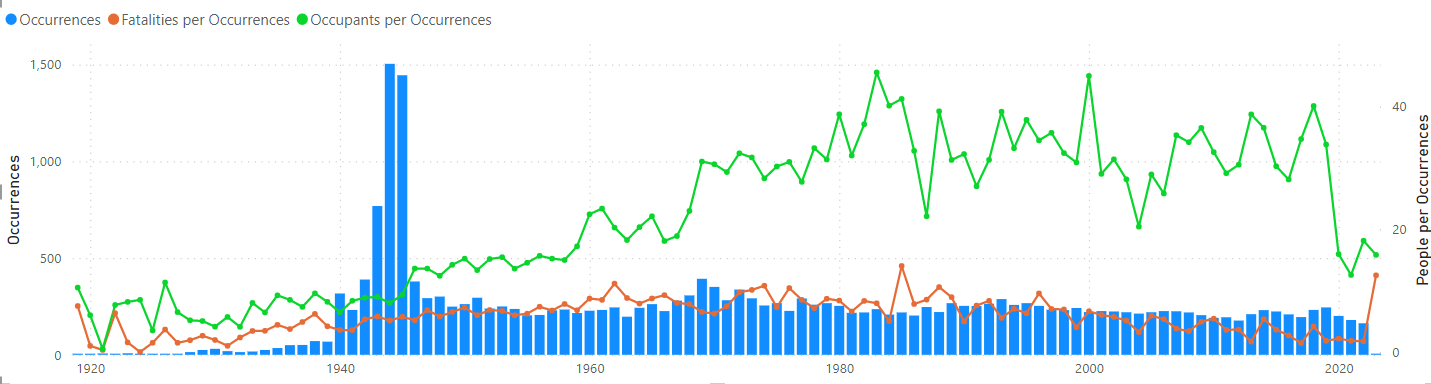 Occurrences Fatalities per Occurrences Occupants per Occurrences
1,500
1,000
500
0
Occurrences
40
20
0
People per Occurrences
1920 1940 1960 1980 2000 2020